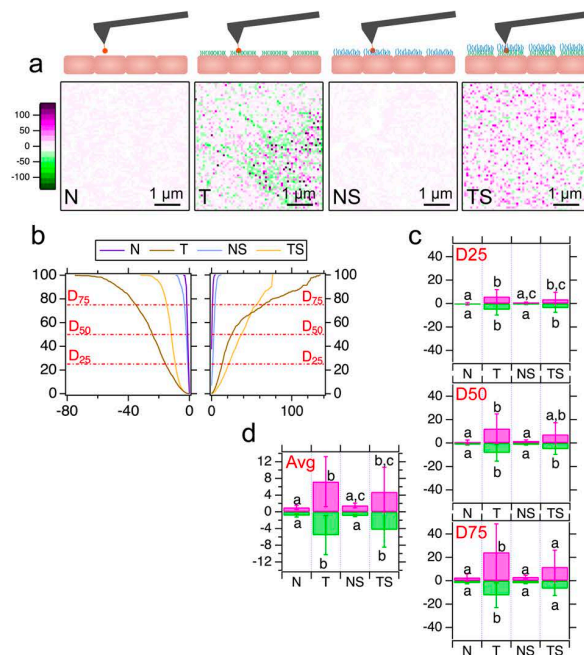 a
100
50
0
-50
-100
N 1 μm
T 1 μm
NS 1 μm
TS 1 μm
b
N T NS TS
100 100
80 80
60 60
40 40
20 20
0 0
D75 D75
D50 D50
D25 D25
-80 -40 0
0 40 80 120
c
D25
40
20
0
-20
-40
a b a,c b,c
a b a b
N T NS TS
D50
40
20
0
-20
-40
a b a a,b
a b a b
N T NS TS
D75
40
20
0
-20
-40
a b a a
a b a a
N T NS TS
d
Avg
12
8
4
0
-4
-8
-12
a b a,c b,c
a b a b
N T NS TS